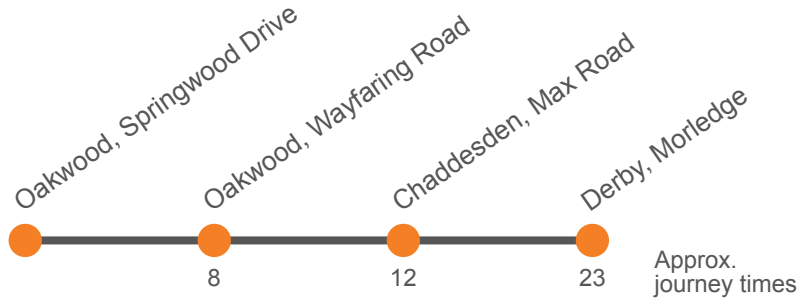 Oakwood, Springwood Drive
Oakwood, Wayfaring Road
Chaddesden, Max Road
Derby, Morledge
8
12
23
Approx.
journey times